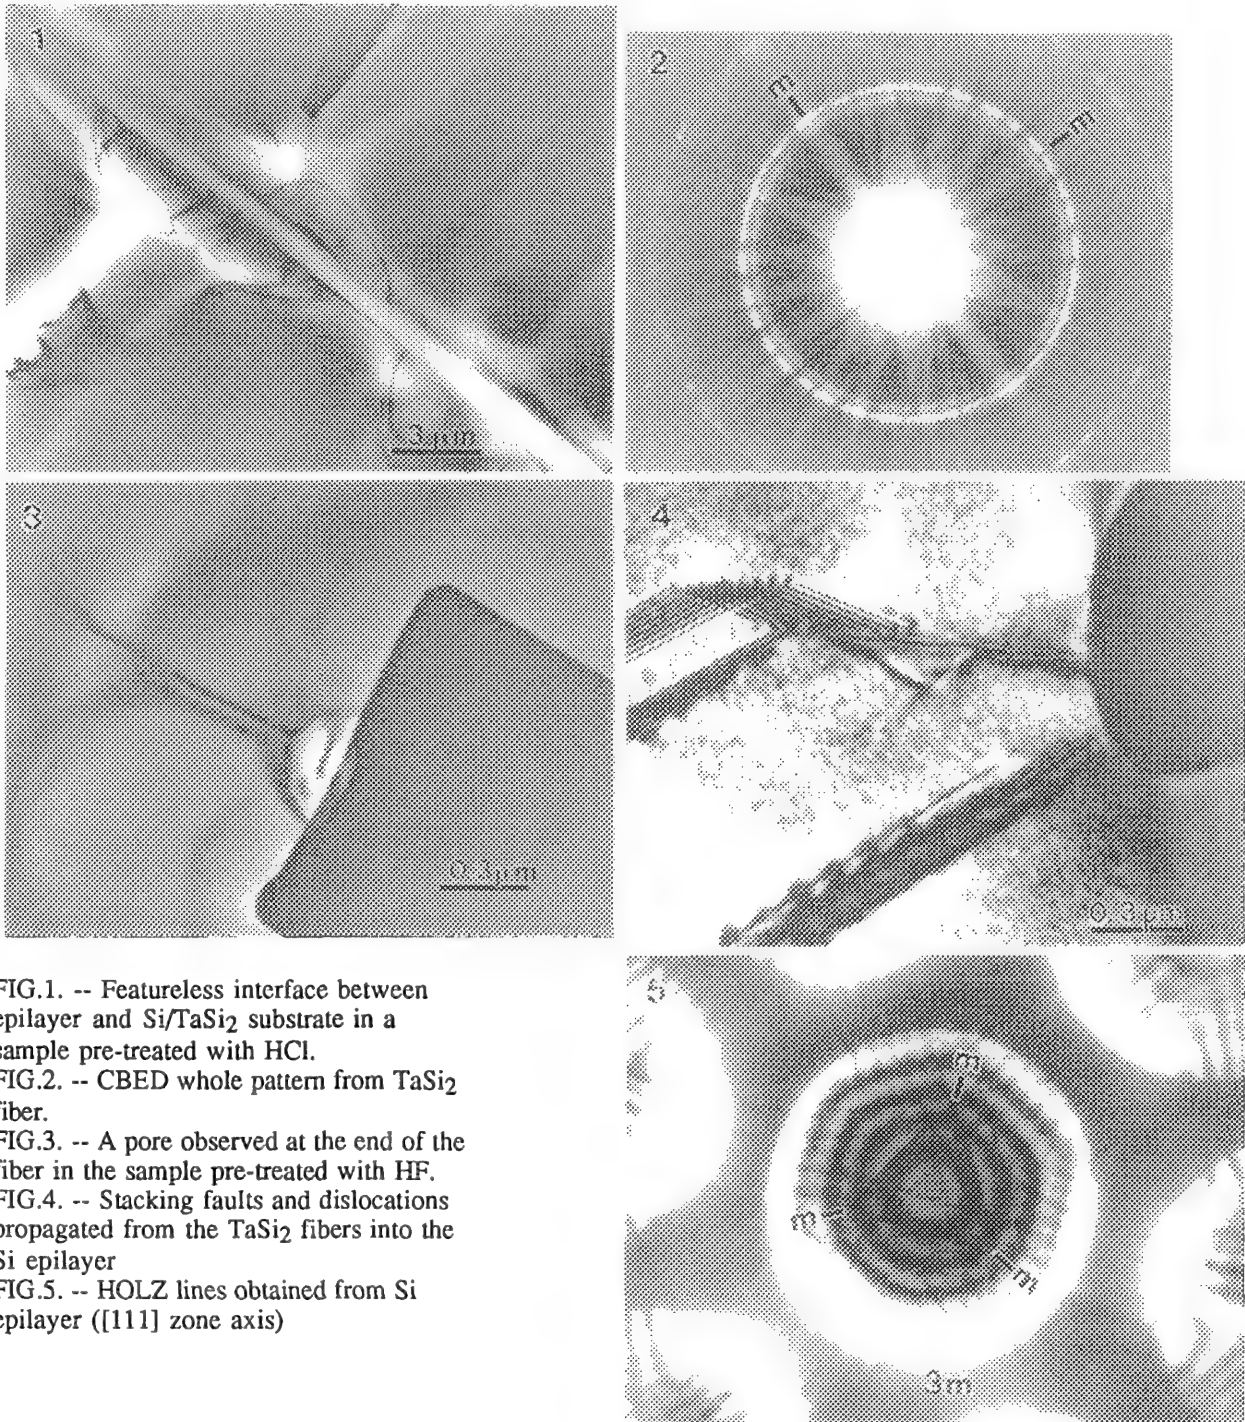 1
3 μm
2
m
m
3
0.3μm
4
0.3μm
FIG.1. -- Featureless interface between
epilayer and Si/TaSi2 substrate in a
sample pre-treated with HCl.
FIG.2. -- CBED whole pattern from TaSi2
fiber.
FIG.3. -- A pore observed at the end of the
fiber in the sample pre-treated with HF.
FIG.4. -- Stacking faults and dislocations
propagated from the TaSi2 fibers into the
Si epilayer
FIG.5. -- HOLZ lines obtained from Si
epilayer ([111] zone axis)
5
m
m
m
3m